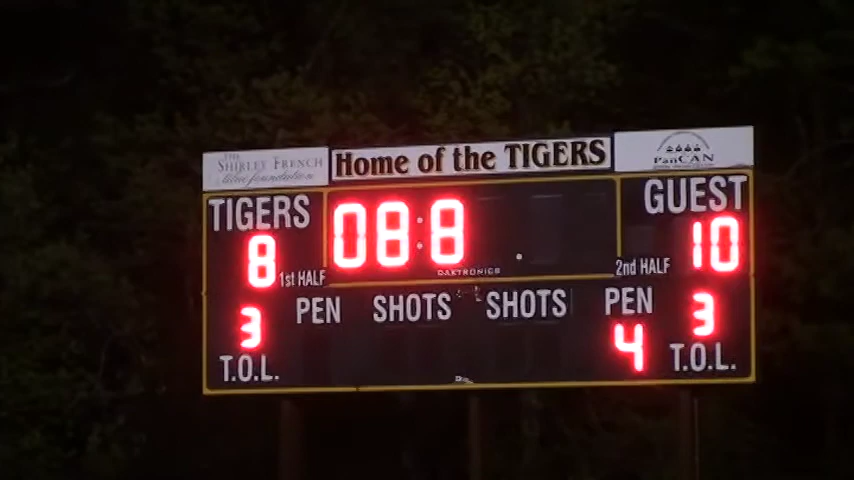 THE
SHIRLEY FRENCH
Home of the TIGERS
PanCAN
TIGERS
08:8
GUEST
8
1st HALF
DAKTRONICS
2nd HALF
10
PEN
SHOTS
SHOTS
PEN
3
4
3
T.O.L.
T.O.L.